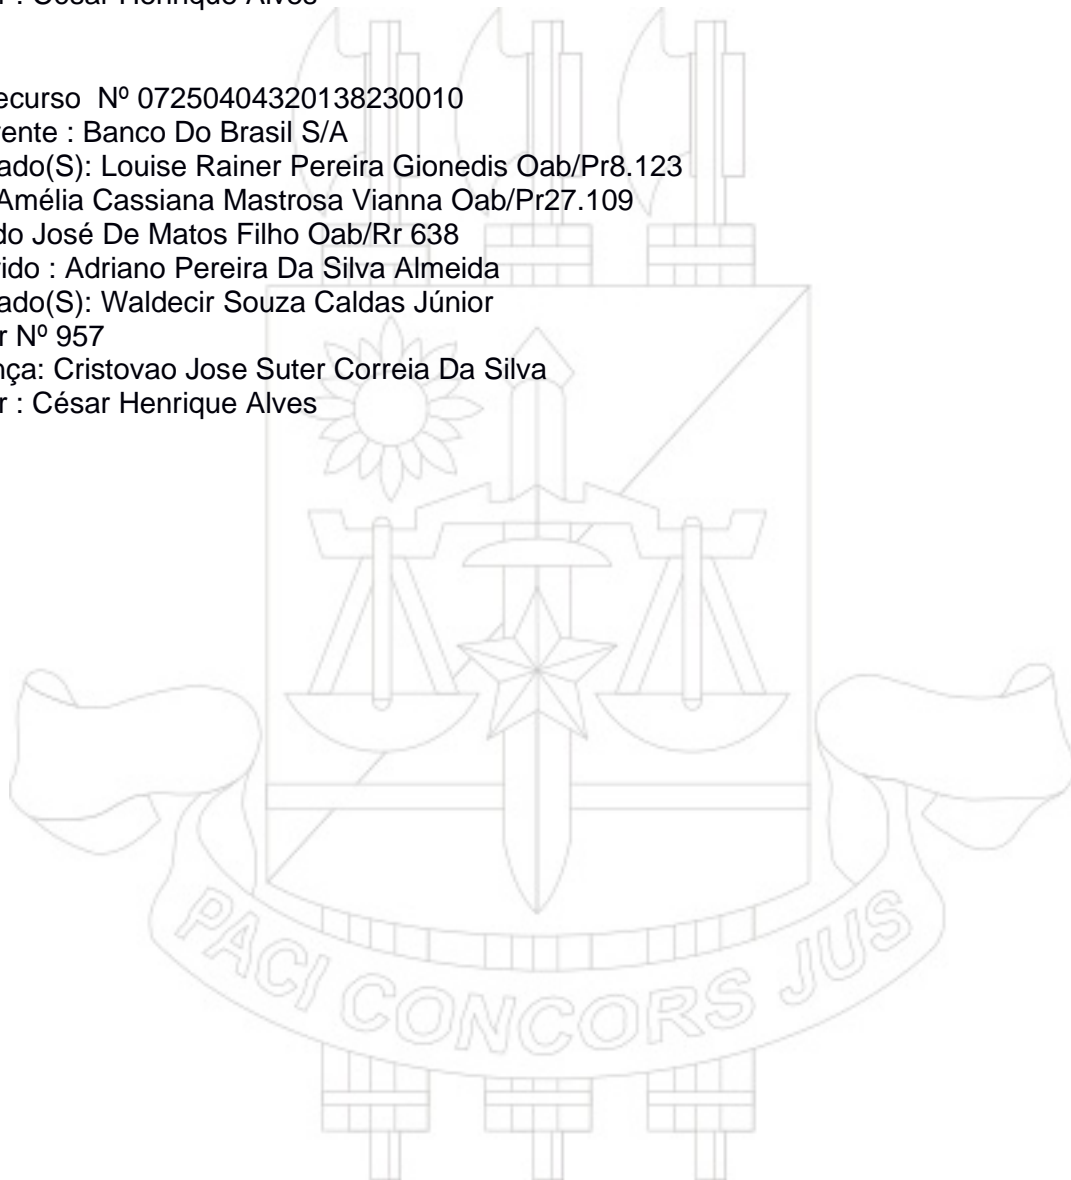 : César Henrique Alves
ecurso Nº 07250404320138230010
rente : Banco Do Brasil S/A
ado(S): Louise Rainer Pereira Gionedis Oab/Pr8.123
Amélia Cassiana Mastrosa Vianna Oab/Pr27.109
do José De Matos Filho Oab/Rr 638
rido : Adriano Pereira Da Silva Almeida
ado(S): Waldecir Souza Caldas Júnior
r Nº 957
nça: Cristovao Jose Suter Correia Da Silva
r : César Henrique Alves
PACI CONCORS JUS